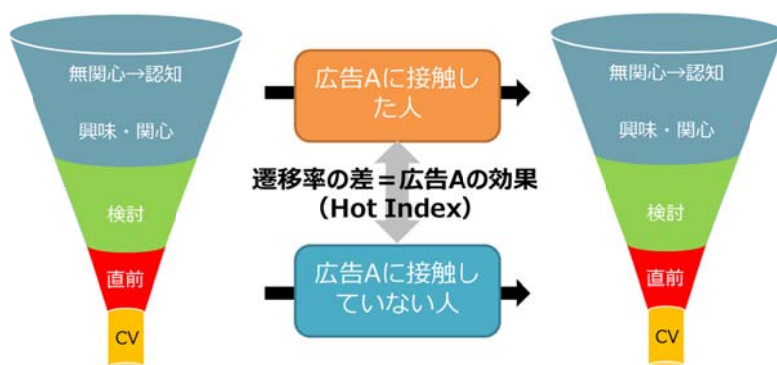 無関心→認知
興味・関心
検討
直前
CV
広告Aに接触し
た人
遷移率の差＝広告Aの効果
（Hot Index）
広告Aに接触し
ていない人
無関心→認知
興味・関心
検討
直前
CV